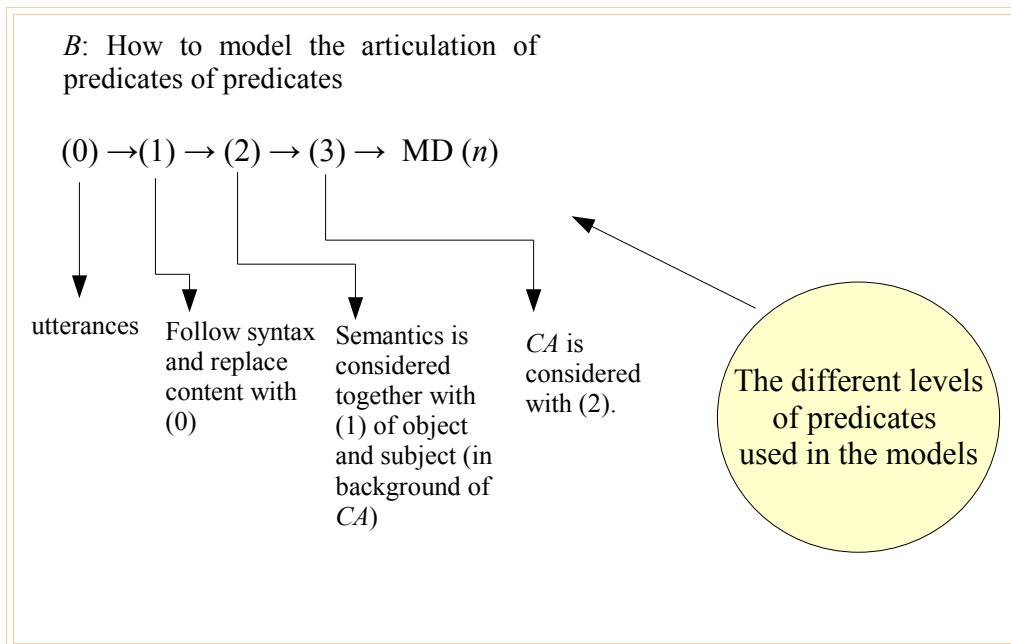 B: How to model the articulation of
predicates of predicates
(0) →(1) → (2) → (3) → MD (n)
utterances
Follow syntax
and replace
content with
(0)
Semantics is
considered
together with
(1) of object
and subject (in
background of
CA)
CA is
considered
with (2).
The different levels
of predicates
used in the models